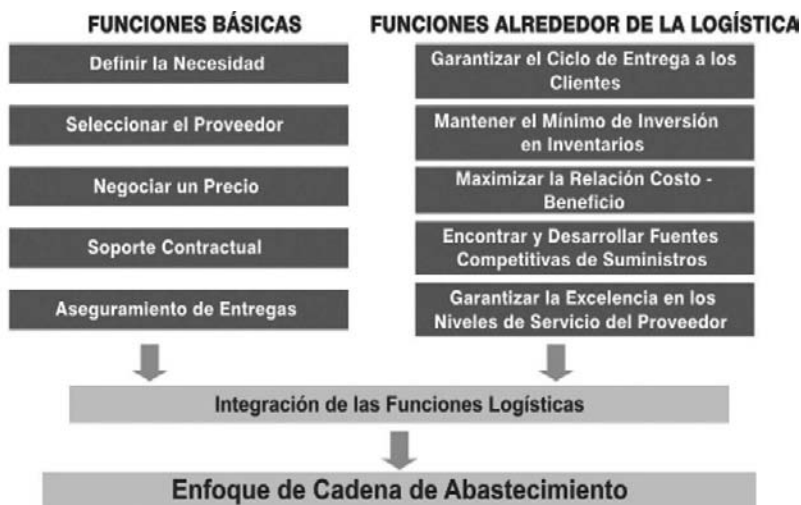 FUNCIONES BÁSICAS
Definir la Necesidad
Seleccionar el Proveedor
Negociar un Precio
Soporte Contractual
Aseguramiento de Entregas
FUNCIONES ALREDEDOR DE LA LOGÍSTICA
Garantizar el Ciclo de Entrega a los
Clientes
Mantener el Mínimo de Inversión
en Inventarios
Maximizar la Relación Costo -
Beneficio
Encontrar y Desarrollar Fuentes
Competitivas de Suministros
Garantizar la Excelencia en los
Niveles de Servicio del Proveedor
Integración de las Funciones Logísticas
Enfoque de Cadena de Abastecimiento